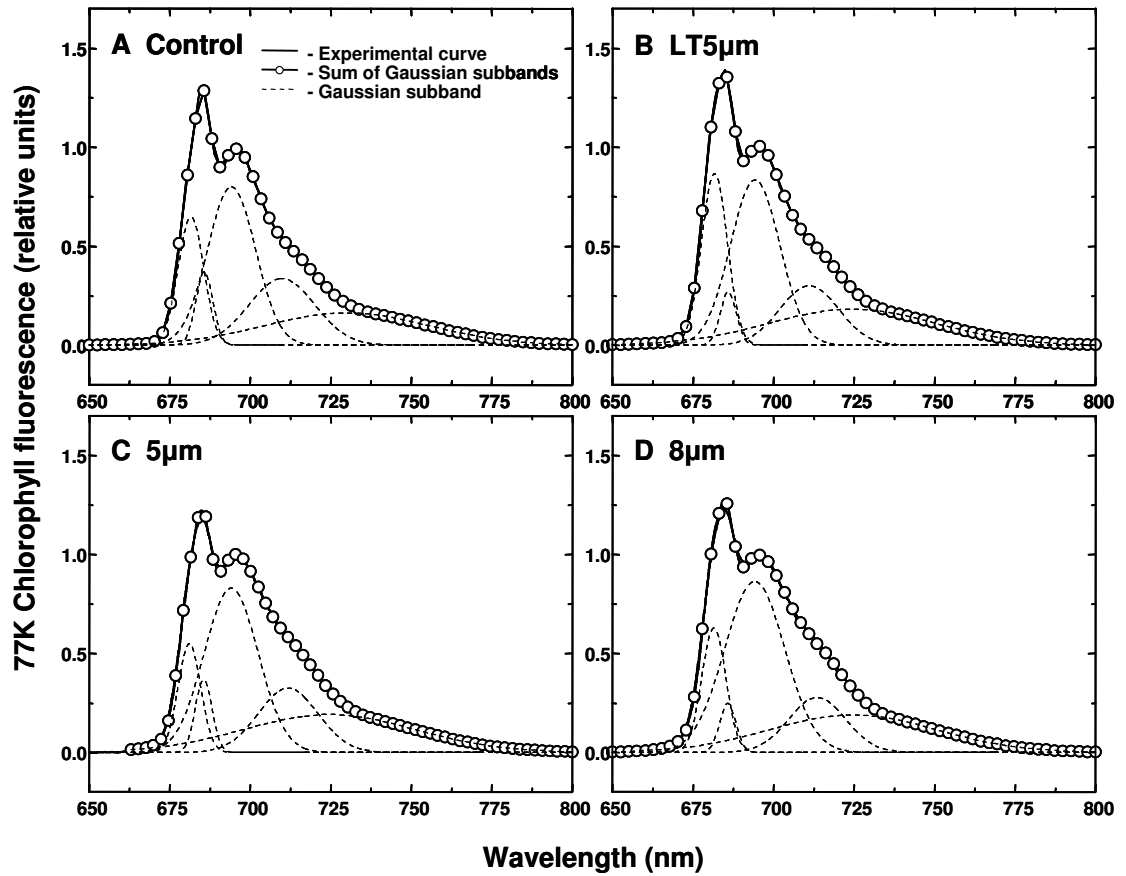 77K Chlorophyll fluorescence (relative units)
A Control
- Experimental curve
- Sum of Gaussian subbands
- Gaussian subband
1.5
1.0
0.5
0.0
650 675 700 725 750 775 800
B LT5µm
1.5
1.0
0.5
0.0
650 675 700 725 750 775 800
C 5µm
1.5
1.0
0.5
0.0
650 675 700 725 750 775 800
D 8µm
1.5
1.0
0.5
0.0
650 675 700 725 750 775 800
Wavelength (nm)